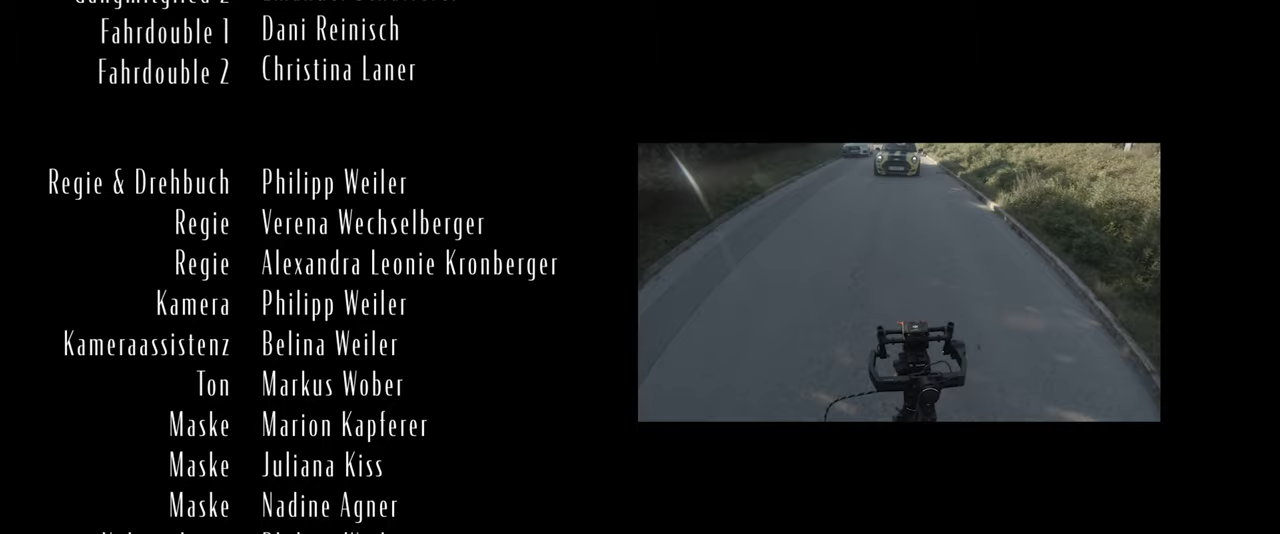 Fahrdouble 1 Dani Reinisch
Fahrdouble 2 Christina Laner
Regie & Drehbuch Philipp Weiler
Regie Verena Wechselberger
Regie Alexandra Leonie Kronberger
Kamera Philipp Weiler
Kameraassistenz Belina Weiler
Ton Markus Wober
Maske Marion Kapferer
Maske Juliana Kiss
Maske Nadine Agner